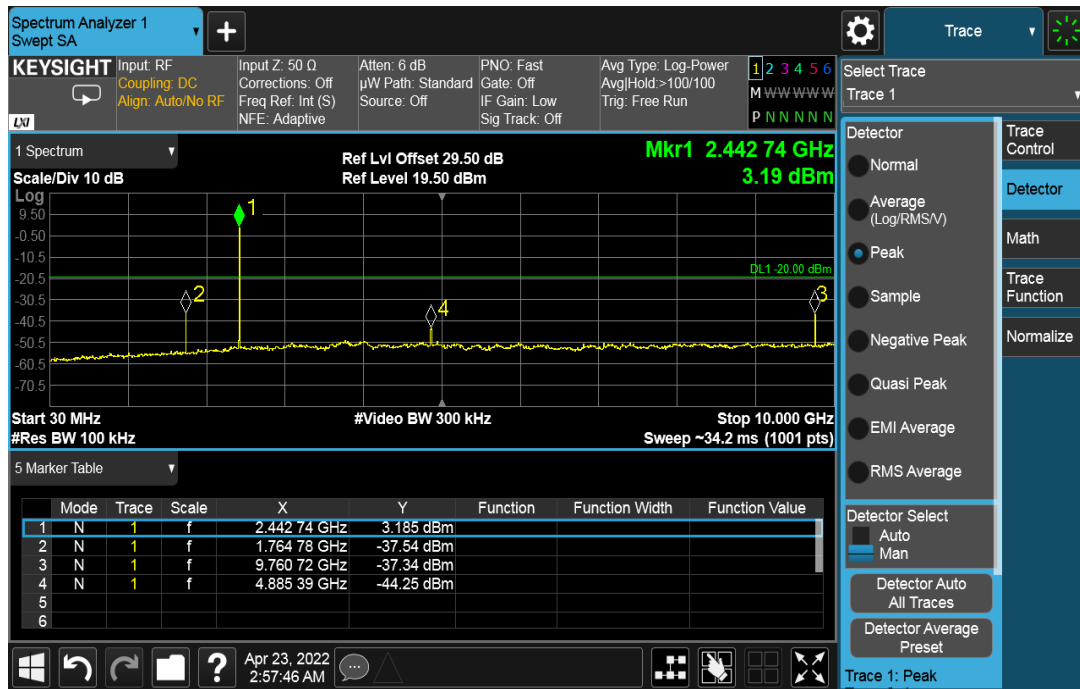 Spectrum Analyzer 1
Swept SA
+
Trace
KEYSIGHT
LXI
Input: RF
Coupling: DC
Align: Auto/No RF
Input Z: 50 Ω
Corrections: Off
Freq Ref: Int (S)
NFE: Adaptive
Atten: 6 dB
µW Path: Standard
Source: Off
PNO: Fast
Gate: Off
IF Gain: Low
Sig Track: Off
Avg Type: Log-Power
Avg|Hold:>100/100
Trig: Free Run
1 2 3 4 5 6
M W W W W W
P N N N N N
Select Trace
Trace 1
1 Spectrum
Scale/Div 10 dB
Ref Lvl Offset 29.50 dB
Ref Level 19.50 dBm
Mkr1 2.442 74 GHz
3.19 dBm
Log
9.50
-0.50
-10.5
-20.5
-30.5
-40.5
-50.5
-60.5
-70.5
1
2
4
3
DL1 -20.00 dBm
Start 30 MHz
#Video BW 300 kHz
Stop 10.000 GHz
#Res BW 100 kHz
Sweep ~34.2 ms (1001 pts)
5 Marker Table
Mode Trace Scale X Y Function Function Width Function Value
1 N 1 f 2.442 74 GHz 3.185 dBm
2 N 1 f 1.764 78 GHz -37.54 dBm
3 N 1 f 9.760 72 GHz -37.34 dBm
4 N 1 f 4.885 39 GHz -44.25 dBm
5
6
Detector
Normal
Average
(Log/RMS/V)
Peak
Sample
Negative Peak
Quasi Peak
EMI Average
RMS Average
Detector Select
Auto
Man
Detector Auto
All Traces
Detector Average
Preset
Trace 1: Peak
Trace
Control
Detector
Math
Trace
Function
Normalize
?
Apr 23, 2022
2:57:46 AM